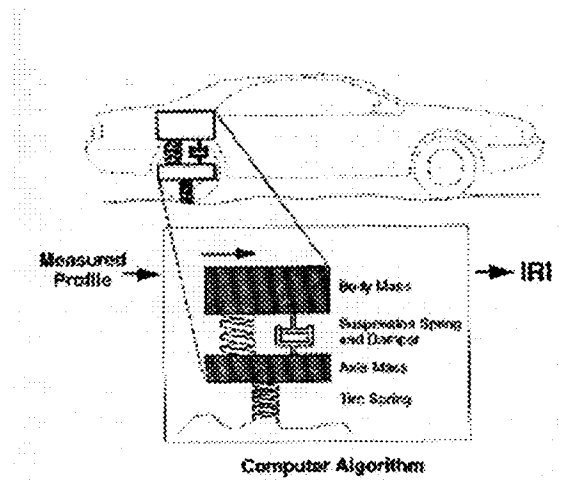 Measured
Profile
IRI
Body Mass
Suspension Spring
and Damper
Axle Mass
Tire Spring
Computer Algorithm